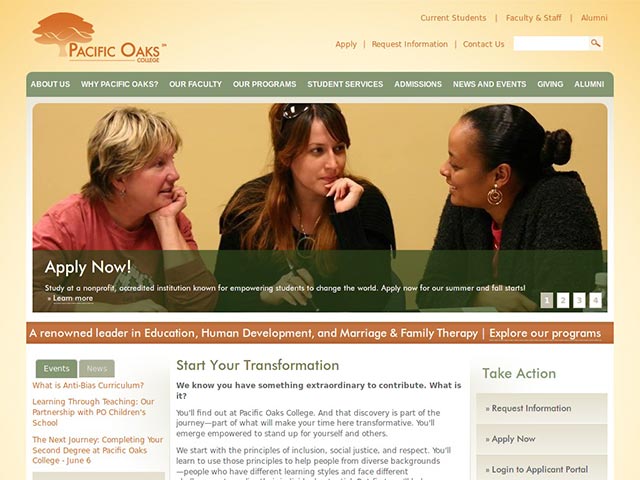 Current Students | Faculty & Staff | Alumni
PACIFIC OAKS SM
COLLEGE
Apply | Request Information | Contact Us
ABOUT US WHY PACIFIC OAKS? OUR FACULTY OUR PROGRAMS STUDENT SERVICES ADMISSIONS NEWS AND EVENTS GIVING ALUMNI
Apply Now!
Study at a nonprofit, accredited institution known for empowering students to change the world. Apply now for our summer and fall starts!
» Learn more
1 2 3 4
A renowned leader in Education, Human Development, and Marriage & Family Therapy | Explore our programs
Events News
What is Anti-Bias Curriculum?
Learning Through Teaching: Our
Partnership with PO Children's
School
The Next Journey: Completing Your
Second Degree at Pacific Oaks
College - June 6
Start Your Transformation
We know you have something extraordinary to contribute. What is
it?
You'll find out at Pacific Oaks College. And that discovery is part of the
journey—part of what will make your time here transformative. You'll
emerge empowered to stand up for yourself and others.
We start with the principles of inclusion, social justice, and respect. You'll
learn to use those principles to help people from diverse backgrounds
—people who have different learning styles and face different
Take Action
» Request Information
» Apply Now
» Login to Applicant Portal